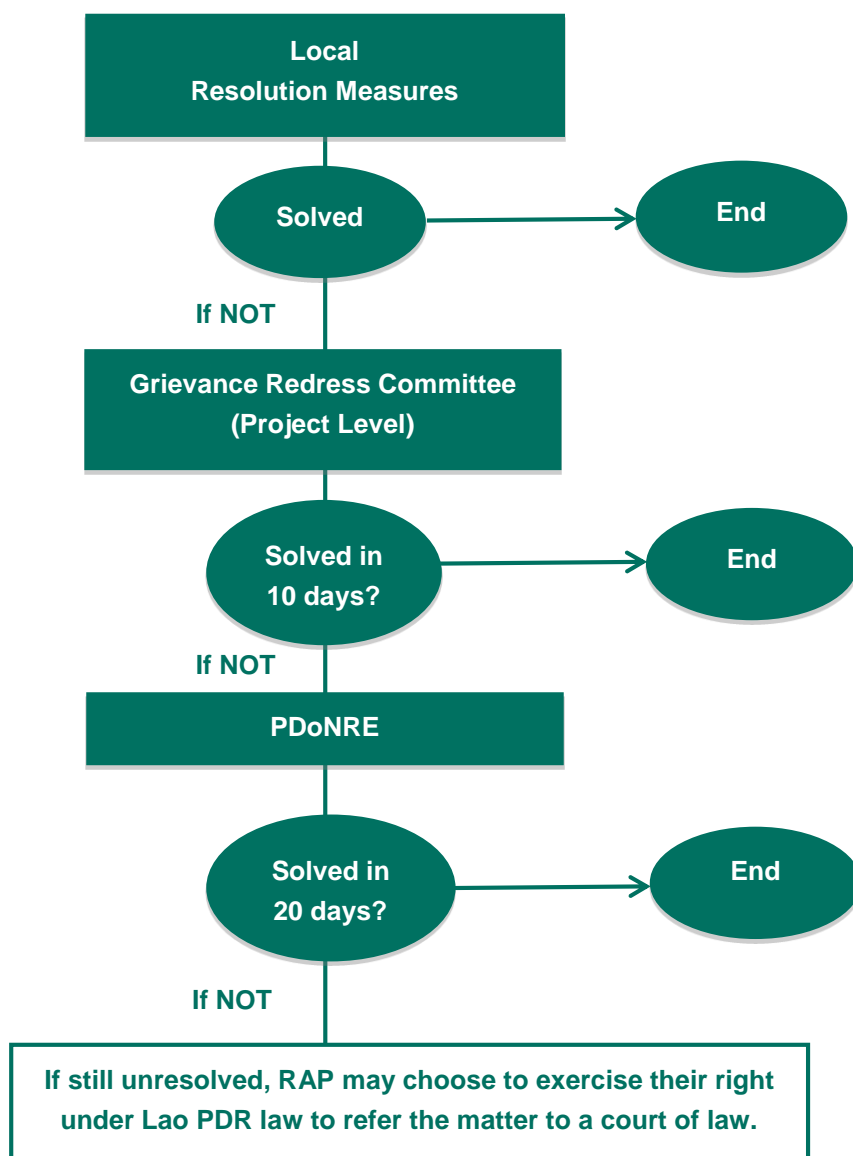 Local
Resolution Measures
Solved
End
If NOT
Grievance Redress Committee
(Project Level)
Solved in
10 days?
End
If NOT
PDoNRE
Solved in
20 days?
End
If NOT
If still unresolved, RAP may choose to exercise their right
under Lao PDR law to refer the matter to a court of law.